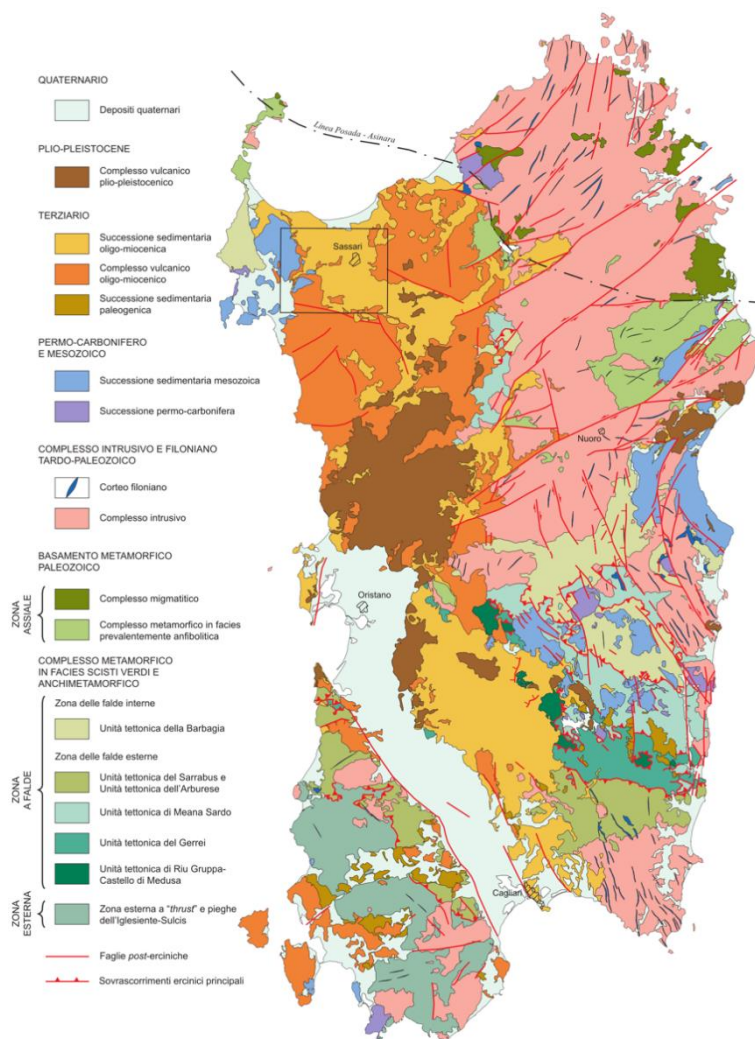 QUATERNARIO
Depositi quaternari
PLIO-PLEISTOCENE
Complesso vulcanico
plio-pleistocenico
TERZIARIO
Successione sedimentaria
oligo-miocenica
Complesso vulcanico
oligo-miocenico
Successione sedimentaria
paleogenica
PERMO-CARBONIFERO
E MESOZOICO
Successione sedimentaria mesozoica
Successione permo-carbonifera
COMPLESSO INTRUSIVO E FILONIANO
TARDO-PALEOZOICO
Corteo filoniano
Complesso intrusivo
BASAMENTO METAMORFICO
PALEOZOICO
ZONA
ASSIALE
Complesso migmatitico
Complesso metamorfico in facies
prevalentemente anfibolitica
COMPLESSO METAMORFICO
IN FACIES SCISTI VERDI E
ANCHIMETAMORFICO
ZONA
A FALDE
Zona delle falde interne
Unità tettonica della Barbagia
Zona delle falde esterne
Unità tettonica del Sarrabus e
Unità tettonica dell'Arburese
Unità tettonica di Meana Sardo
Unità tettonica del Gerrei
Unità tettonica di Riu Gruppa-
Castello di Medusa
ZONA
ESTERNA
Zona esterna a "thrust" e pieghe
dell'Iglesiente-Sulcis
Faglie post-erciniche
Sovrascorrimenti ercinici principali
Linea Posada - Asinara
Sassari
Nuoro
Oristano
Cagliari